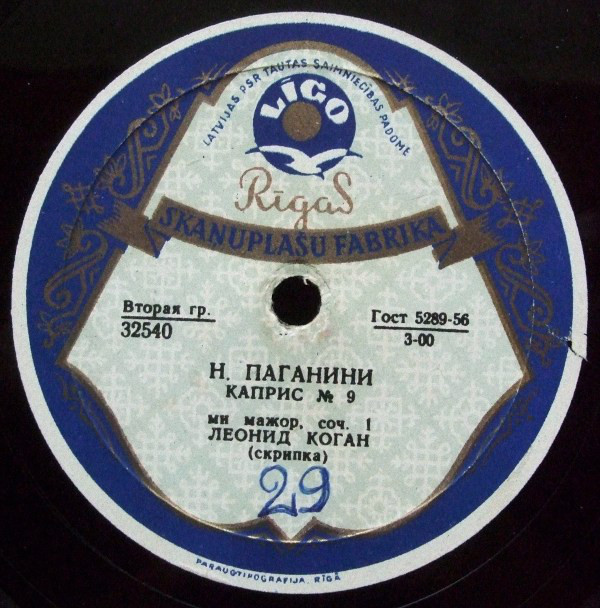 LATVIJAS PSR TAUTAS SAIMNIECĪBAS PADOME
LĪGO
Rīgas
SKAŅUPLAŠU FABRIKA
Вторая гр.
32540
Гост 5289-56
3-00
Н. ПАГАНИНИ
КАПРИС № 9
ми мажор, соч. 1
ЛЕОНИД КОГАН
(скрипка)
29
PARAUGTIPOGRAFIJA, RĪGĀ